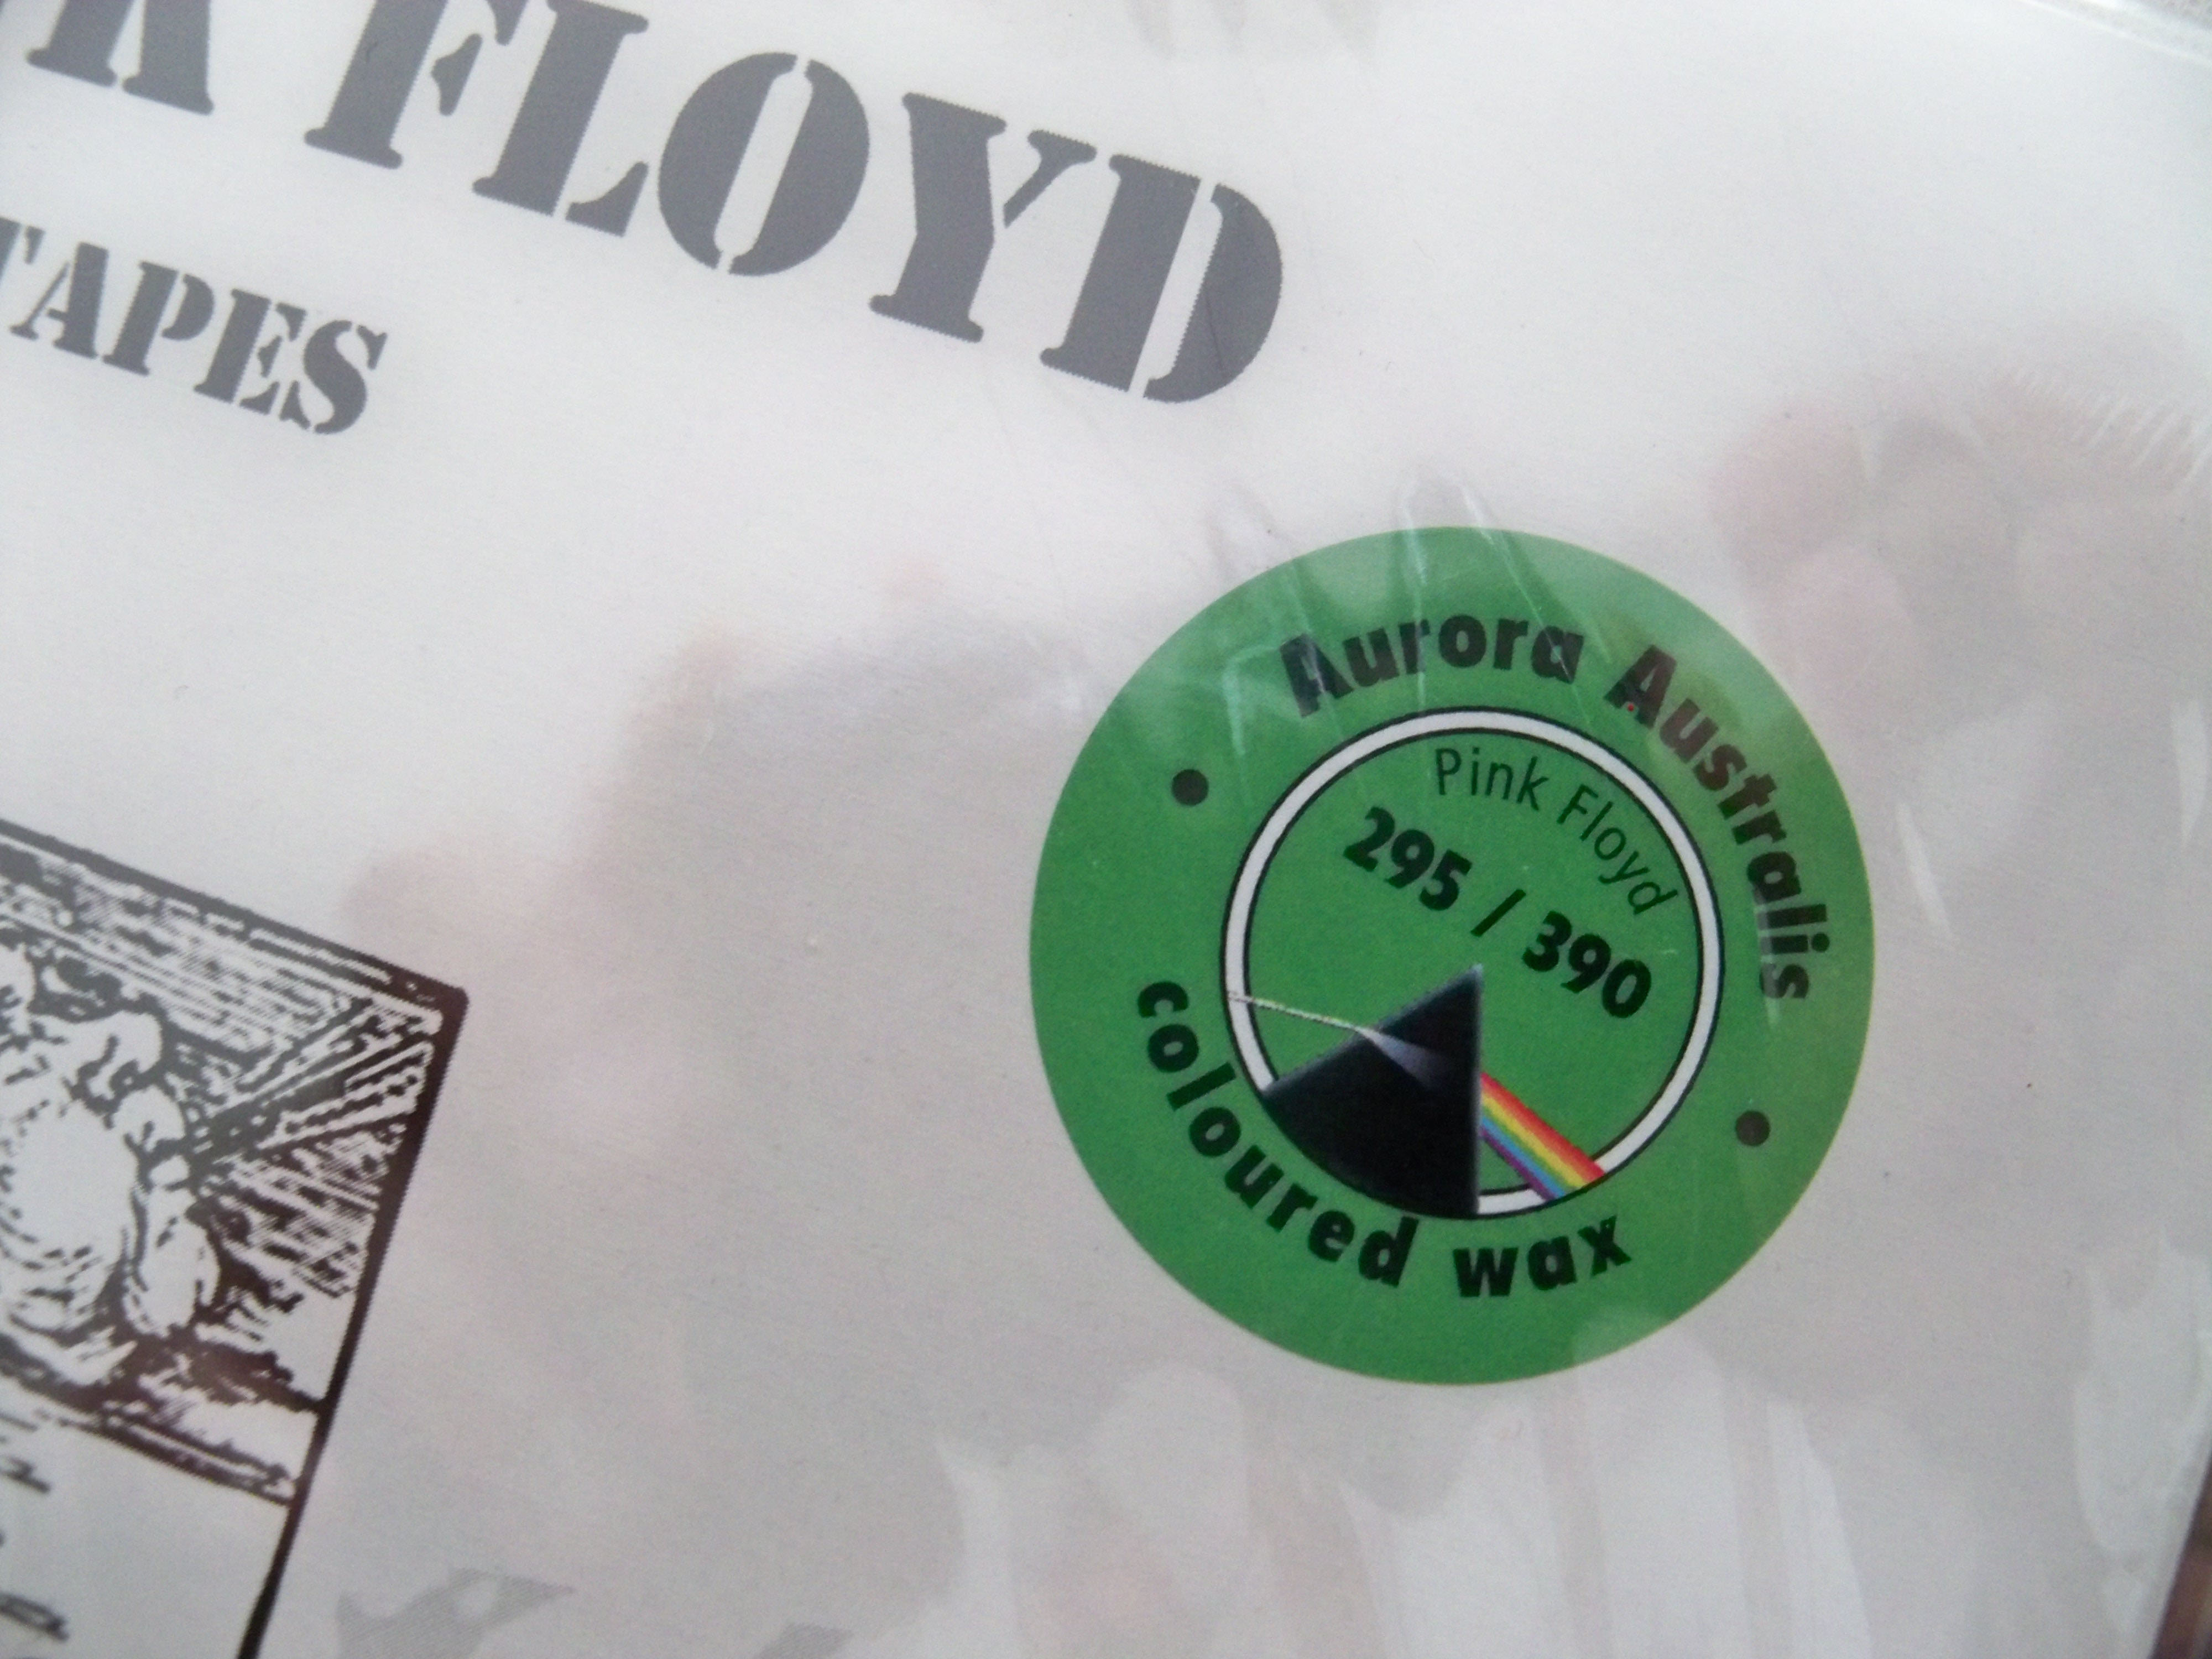 FLOYD
TAPES
Aurora Australis
Pink Floyd
295 / 390
coloured wax